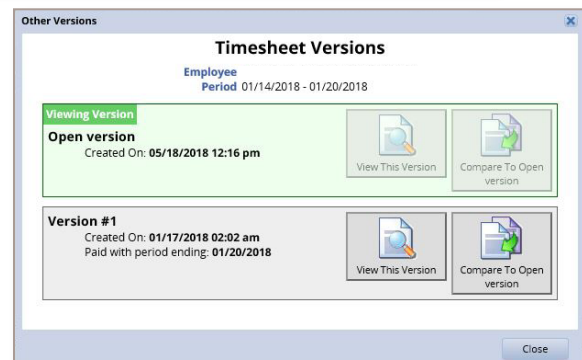 Other Versions
Timesheet Versions
Employee
Period 01/14/2018 - 01/20/2018
Viewing Version
Open version
Created On: 05/18/2018 12:16 pm
View This Version
Compare To Open
version
Version #1
Created On: 01/17/2018 02:02 am
Paid with period ending: 01/20/2018
View This Version
Compare To Open
version
Close